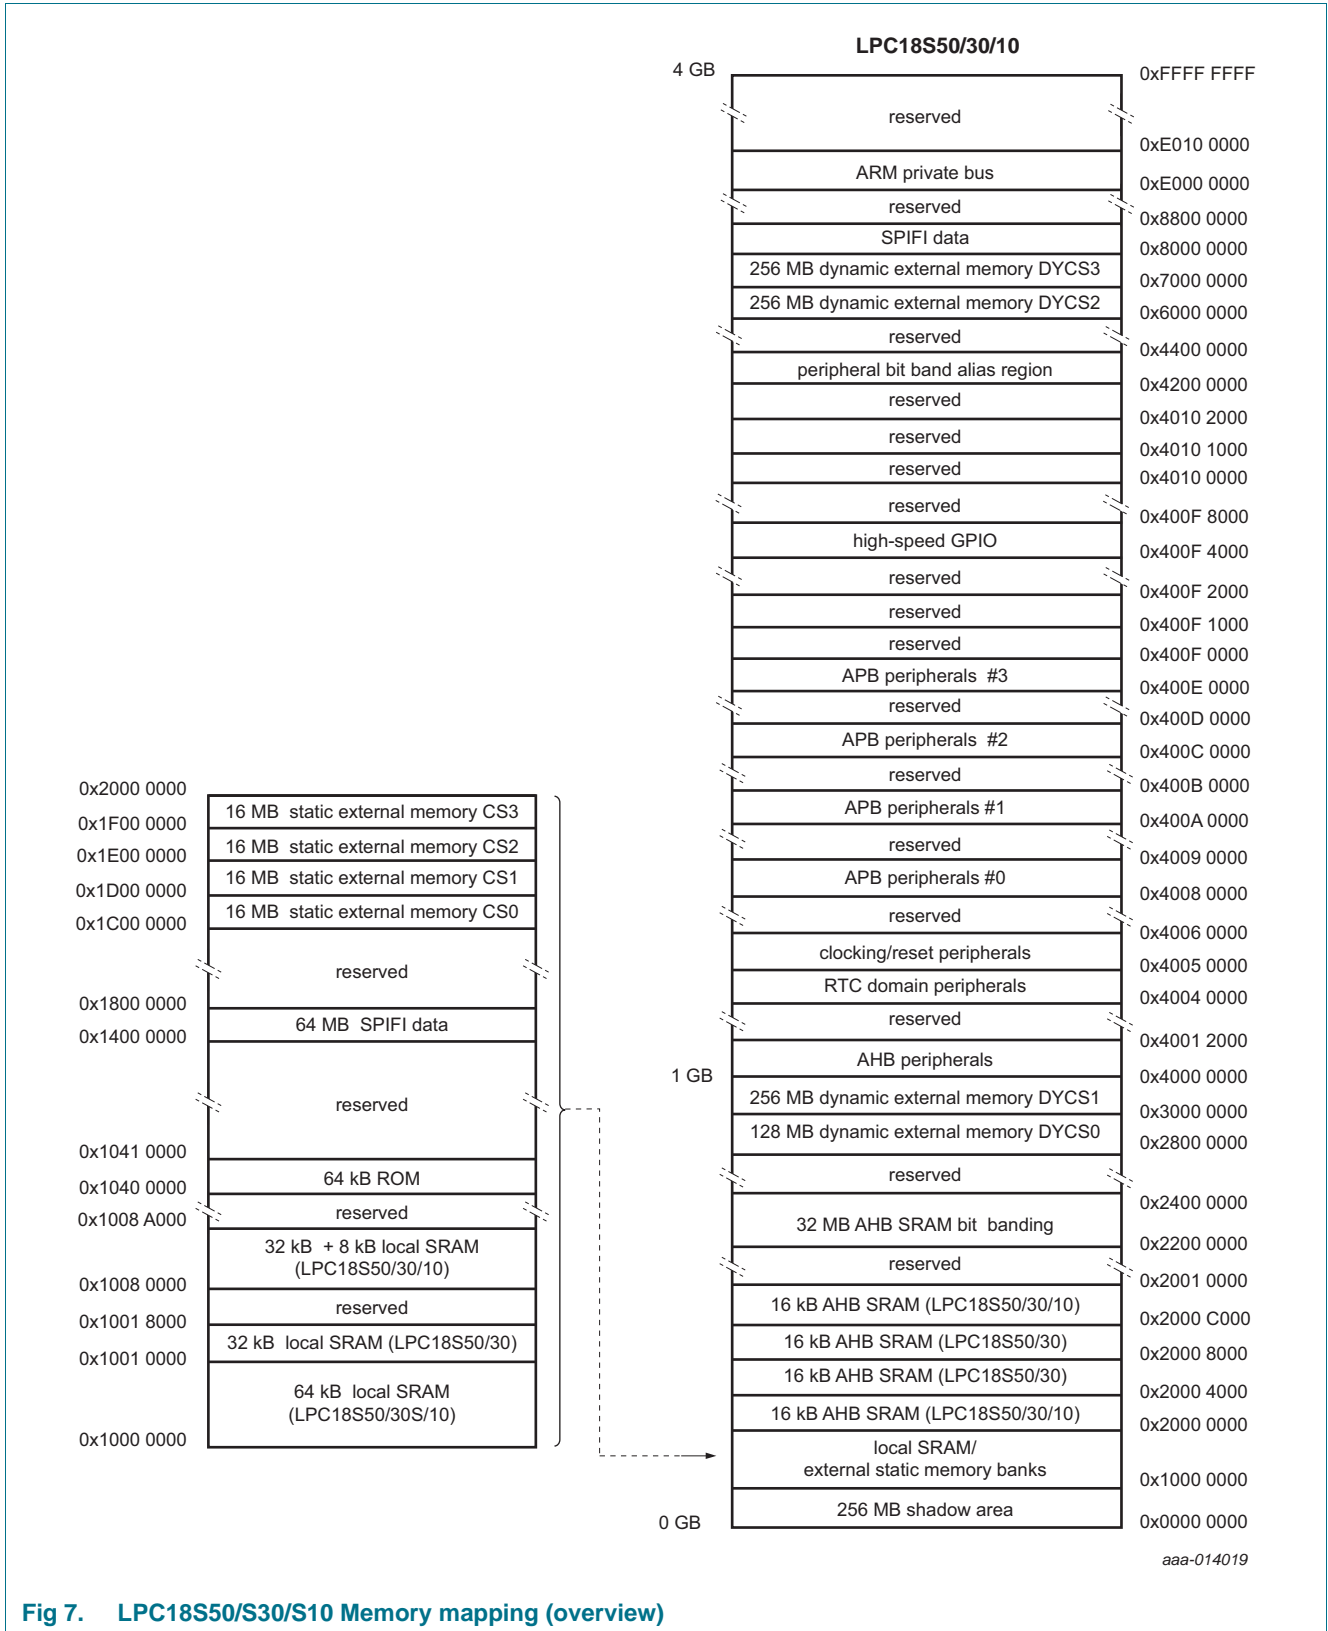 LPC18S50/30/10
4 GB
0xFFFF FFFF
reserved
0xE010 0000
ARM private bus
0xE000 0000
reserved
0x8800 0000
SPIFI data
0x8000 0000
256 MB dynamic external memory DYCS3
0x7000 0000
256 MB dynamic external memory DYCS2
0x6000 0000
reserved
0x4400 0000
peripheral bit band alias region
0x4200 0000
reserved
0x4010 2000
reserved
0x4010 1000
reserved
0x4010 0000
reserved
0x400F 8000
high-speed GPIO
0x400F 4000
reserved
0x400F 2000
reserved
0x400F 1000
reserved
0x400F 0000
APB peripherals #3
0x400E 0000
reserved
0x400D 0000
APB peripherals #2
0x400C 0000
reserved
0x400B 0000
APB peripherals #1
0x400A 0000
reserved
0x4009 0000
APB peripherals #0
0x4008 0000
reserved
0x4006 0000
clocking/reset peripherals
0x4005 0000
RTC domain peripherals
0x4004 0000
reserved
0x4001 2000
AHB peripherals
1 GB
0x4000 0000
256 MB dynamic external memory DYCS1
0x3000 0000
128 MB dynamic external memory DYCS0
0x2800 0000
reserved
0x2400 0000
32 MB AHB SRAM bit banding
0x2200 0000
reserved
0x2001 0000
16 kB AHB SRAM (LPC18S50/30/10)
0x2000 C000
16 kB AHB SRAM (LPC18S50/30)
0x2000 8000
16 kB AHB SRAM (LPC18S50/30)
0x2000 4000
16 kB AHB SRAM (LPC18S50/30/10)
0x2000 0000
local SRAM/
external static memory banks
0x1000 0000
256 MB shadow area
0 GB
0x0000 0000
0x2000 0000
16 MB static external memory CS3
0x1F00 0000
16 MB static external memory CS2
0x1E00 0000
16 MB static external memory CS1
0x1D00 0000
16 MB static external memory CS0
0x1C00 0000
reserved
0x1800 0000
64 MB SPIFI data
0x1400 0000
reserved
0x1041 0000
64 kB ROM
0x1040 0000
reserved
0x1008 A000
32 kB + 8 kB local SRAM
(LPC18S50/30/10)
0x1008 0000
reserved
0x1001 8000
32 kB local SRAM (LPC18S50/30)
0x1001 0000
64 kB local SRAM
(LPC18S50/30S/10)
0x1000 0000
aaa-014019
Fig 7. LPC18S50/S30/S10 Memory mapping (overview)